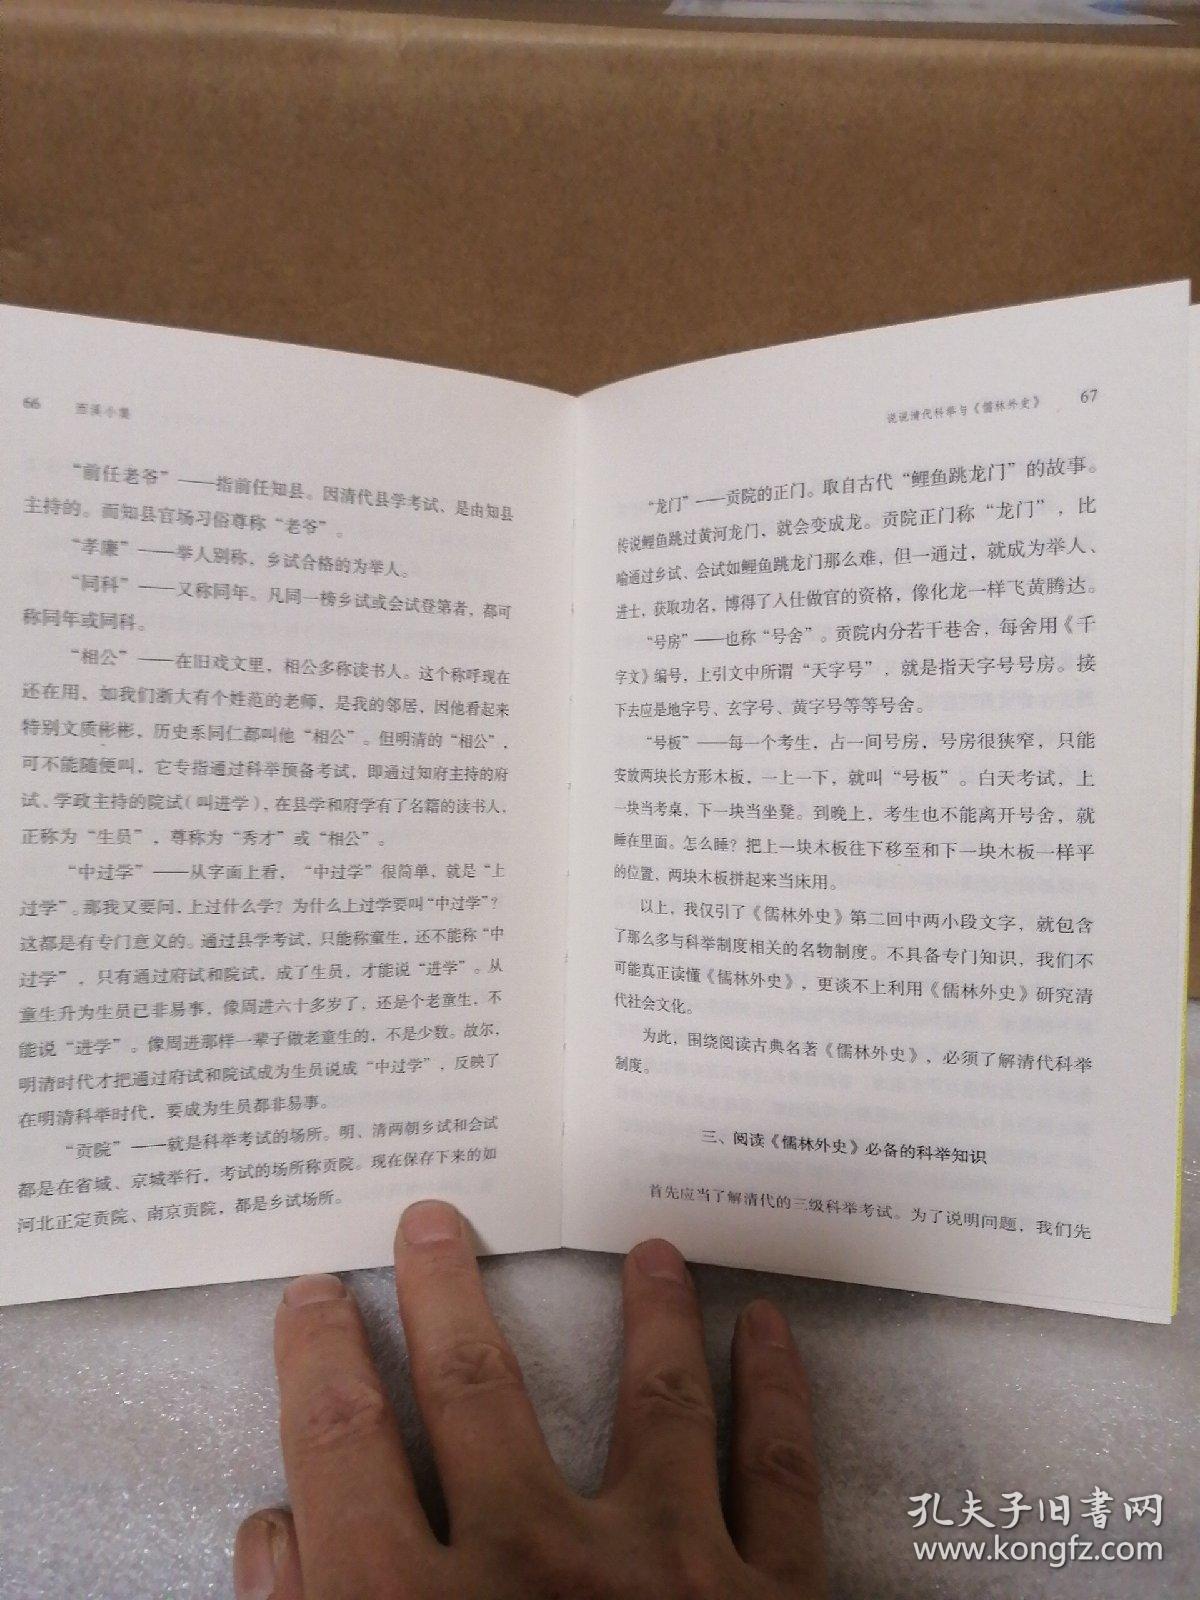 66 西溪小集
“前任老爷”——指前任知县。因清代县学考试、是由知县
主持的。而知县官场习俗尊称“老爷”。
“孝廉”——举人别称，乡试合格的为举人。
“同科”——又称同年。凡同一榜乡试或会试登第者，都可
称同年或同科。
“相公”——在旧戏文里，相公多称读书人。这个称呼现在
还在用，如我们浙大有个姓范的老师，是我的邻居，因他看起来
特别文质彬彬，历史系同仁都叫他“相公”。但明清的“相公”，
可不能随便叫，它专指通过科举预备考试，即通过知府主持的府
试、学政主持的院试（叫进学），在县学和府学有了名籍的读书人，
正称为“生员”，尊称为“秀才”或“相公”。
“中过学”——从字面上看，“中过学”很简单，就是“上
过学”。那我又要问，上过什么学？为什么上过学要叫“中过学”？
这都是有专门意义的。通过县学考试，只能称童生，还不能称“中
过学”，只有通过府试和院试，成了生员，才能说“进学”。从
童生升为生员已非易事，像周进六十多岁了，还是个老童生，不
能说“进学”。像周进那样一辈子做老童生的，不是少数。故尔，
明清时代才把通过府试和院试成为生员说成“中过学”，反映了
在明清科举时代，要成为生员都非易事。
“贡院”——就是科举考试的场所。明、清两朝乡试和会试
都是在省城、京城举行，考试的场所称贡院。现在保存下来的如
河北正定贡院、南京贡院，都是乡试场所。
说说清代科举与《儒林外史》 67
“龙门”——贡院的正门。取自古代“鲤鱼跳龙门”的故事。
传说鲤鱼跳过黄河龙门，就会变成龙。贡院正门称“龙门”，比
喻通过乡试、会试如鲤鱼跳龙门那么难，但一通过，就成为举人、
进士，获取功名，博得了入仕做官的资格，像化龙一样飞黄腾达。
“号房”——也称“号舍”。贡院内分若干巷舍，每舍用《千
字文》编号，上引文中所谓“天字号”，就是指天字号号房。接
下去应是地字号、玄字号、黄字号等等号舍。
“号板”——每一个考生，占一间号房，号房很狭窄，只能
安放两块长方形木板，一上一下，就叫“号板”。白天考试，上
一块当考桌，下一块当坐凳。到晚上，考生也不能离开号舍，就
睡在里面。怎么睡？把上一块木板往下移至和下一块木板一样平
的位置，两块木板拼起来当床用。
以上，我仅引了《儒林外史》第二回中两小段文字，就包含
了那么多与科举制度相关的名物制度。不具备专门知识，我们不
可能真正读懂《儒林外史》，更谈不上利用《儒林外史》研究清
代社会文化。
为此，围绕阅读古典名著《儒林外史》，必须了解清代科举
制度。
三、阅读《儒林外史》必备的科举知识
首先应当了解清代的三级科举考试。为了说明问题，我们先
孔夫子旧书网
www.kongfz.com